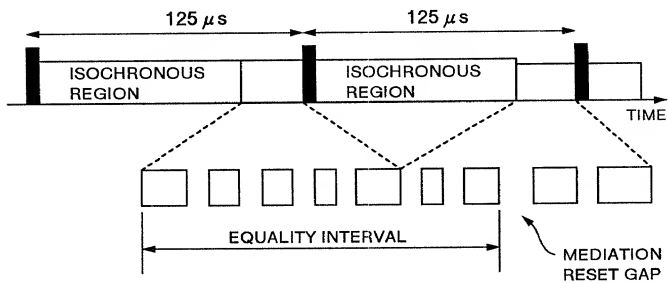 125 μs
125 μs
ISOCHRONOUS
REGION
ISOCHRONOUS
REGION
TIME
EQUALITY INTERVAL
MEDIATION
RESET GAP